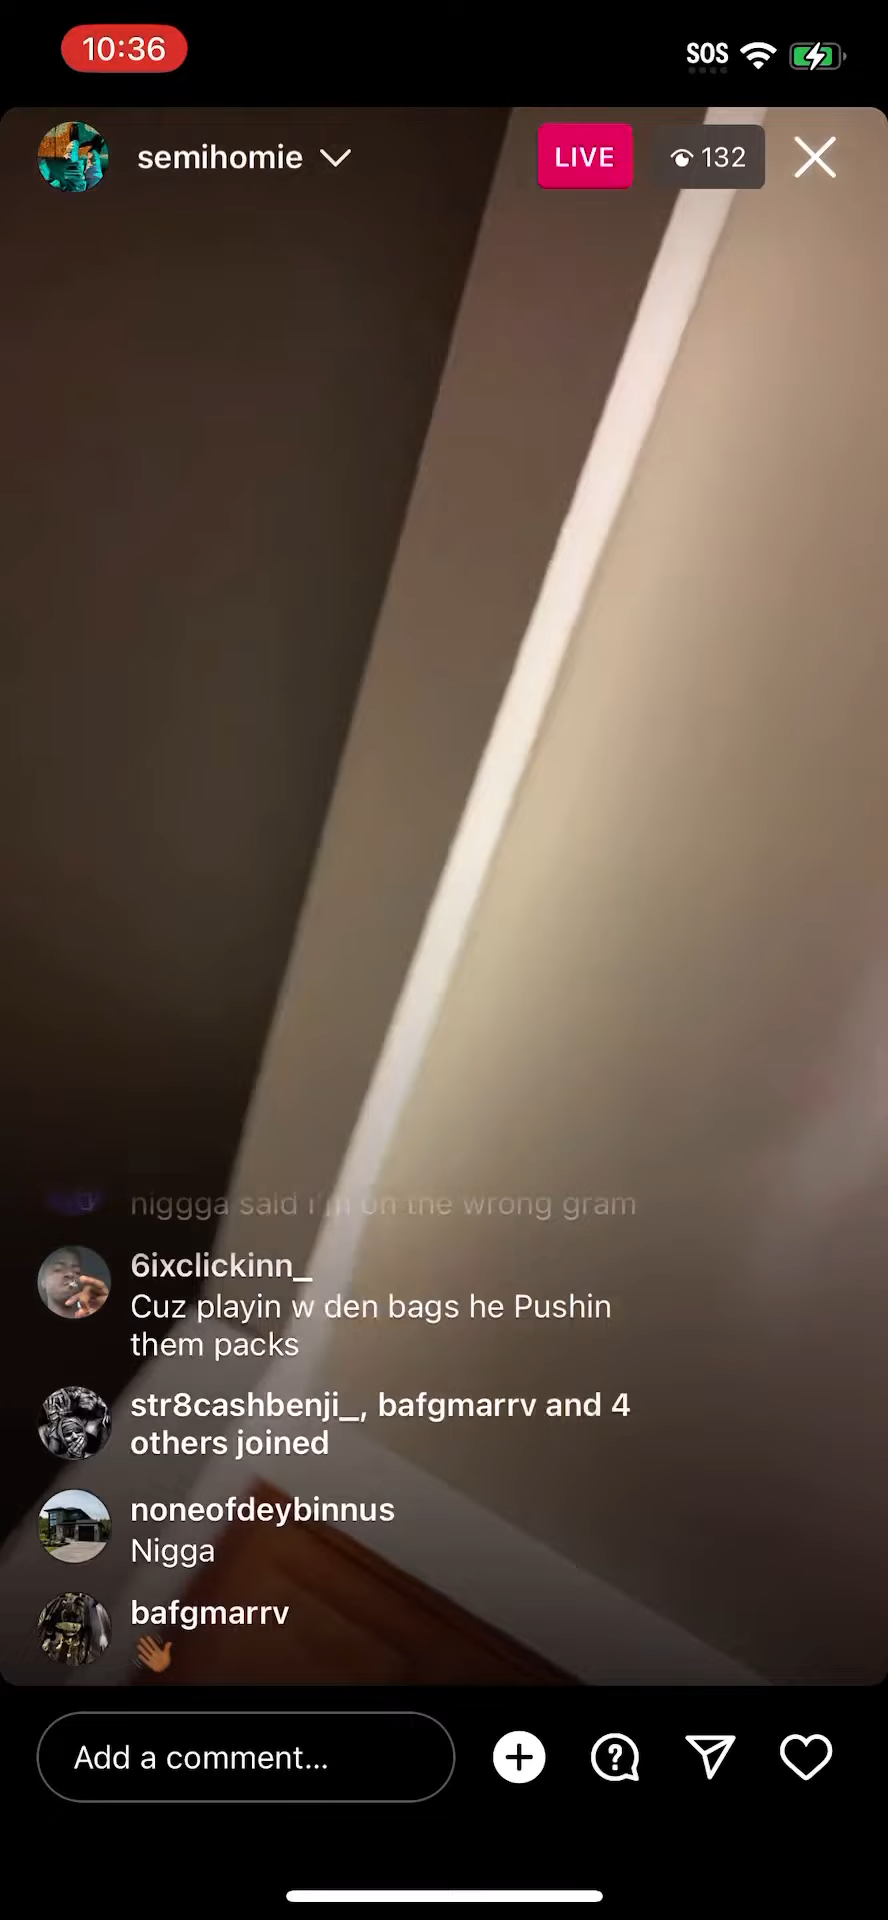 10:36
SOS
semihomie
LIVE
132
niggga said i'm on the wrong gram
6ixclickinn_
Cuz playin w den bags he Pushin
them packs
str8cashbenji_, bafgmarrv and 4
others joined
noneofdeybinnus
Nigga
bafgmarrv
👋🏾
Add a comment...